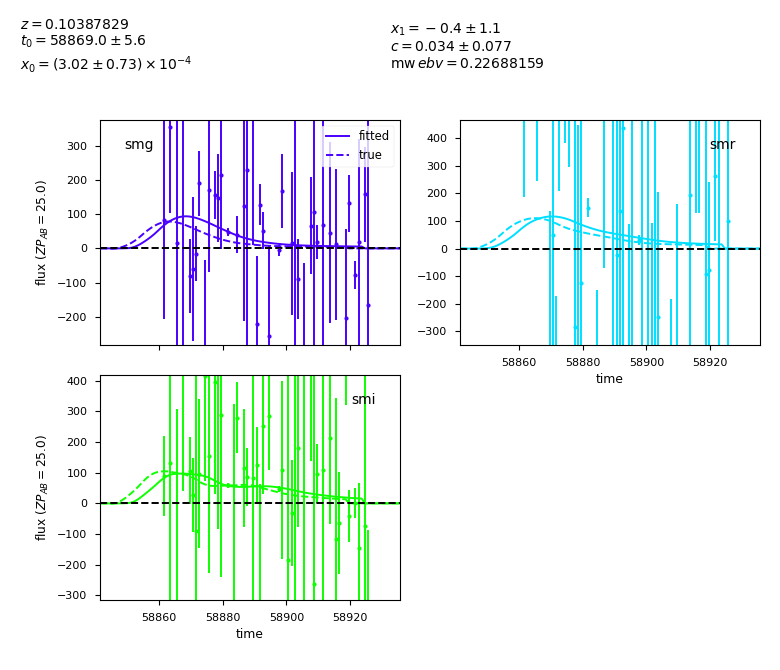 z = 0.10387829
t₀ = 58869.0 ± 5.6
x₀ = (3.02 ± 0.73) × 10⁻⁴
x₁ = −0.4 ± 1.1
c = 0.034 ± 0.077
mw ebv = 0.22688159
smg
fitted
true
300
200
100
0
−100
−200
flux (ZP_AB = 25.0)
smr
400
300
200
100
0
−100
−200
−300
58860 58880 58900 58920
time
smi
400
300
200
100
0
−100
−200
−300
flux (ZP_AB = 25.0)
58860 58880 58900 58920
time